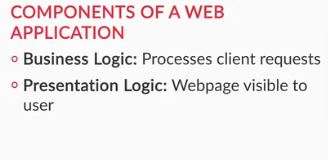 COMPONENTS OF A WEB
APPLICATION
Business Logic: Processes client requests
Presentation Logic: Webpage visible to
user